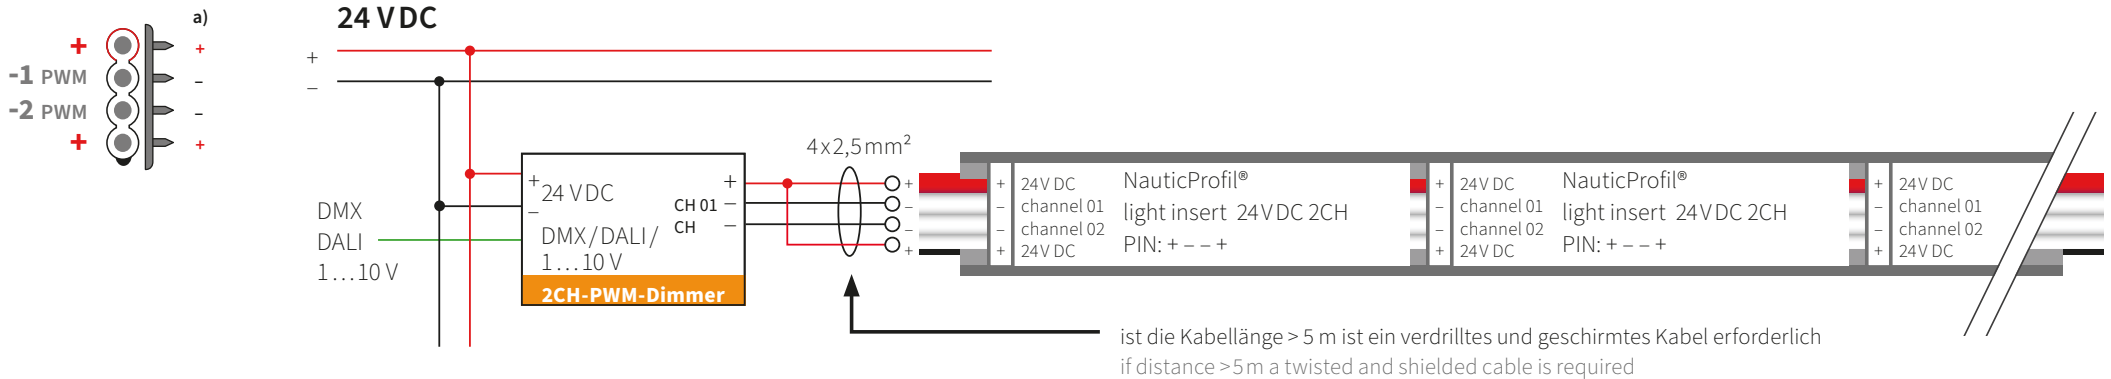 a)
+ +
-1 PWM –
-2 PWM –
+ +
24 V DC
+
–
DMX
DALI
1…10 V
+ 24 V DC
–
DMX/DALI/
1…10 V
2CH-PWM-Dimmer
+
CH 01 –
CH –
4x2,5mm²
+
–
–
+
+ 24V DC
– channel 01
– channel 02
+ 24V DC
NauticProfil®
light insert 24V DC 2CH
PIN: + – – +
+ 24V DC
– channel 01
– channel 02
+ 24V DC
NauticProfil®
light insert 24V DC 2CH
PIN: + – – +
+ 24V DC
– channel 01
– channel 02
+ 24V DC
ist die Kabellänge > 5 m ist ein verdrilltes und geschirmtes Kabel erforderlich
if distance >5m a twisted and shielded cable is required